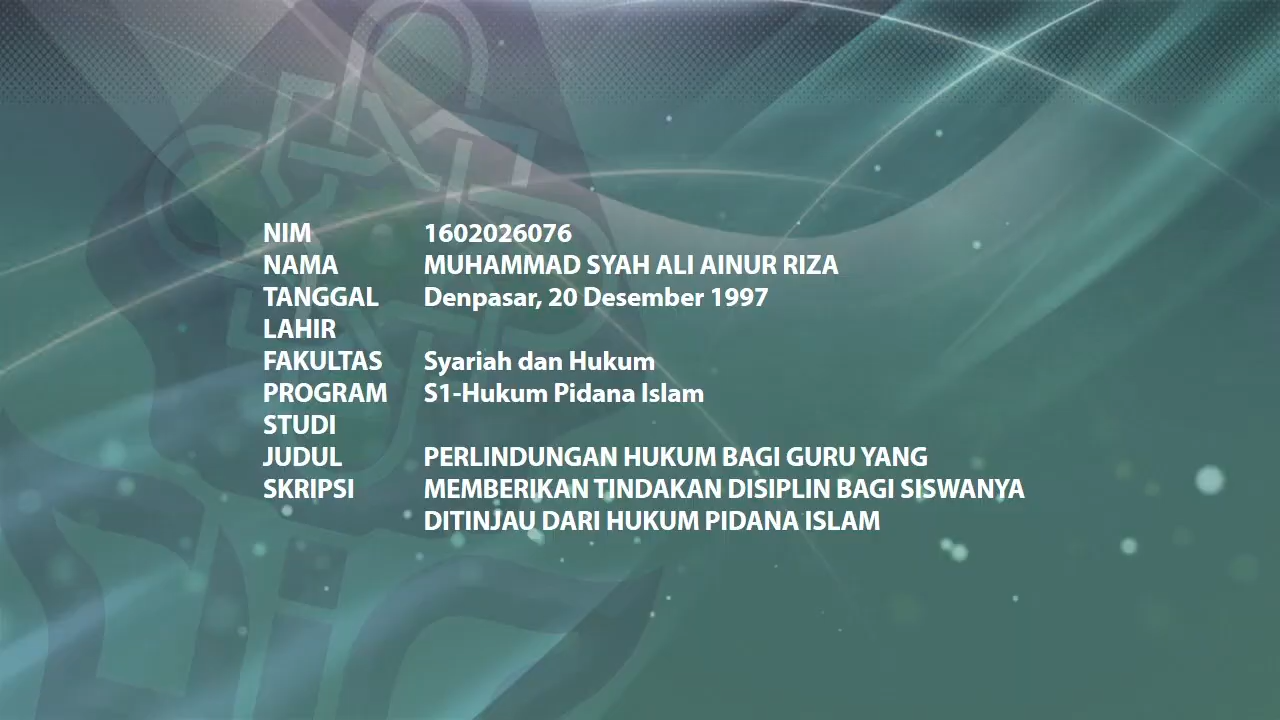 NIM 1602026076
NAMA MUHAMMAD SYAH ALI AINUR RIZA
TANGGAL Denpasar, 20 Desember 1997
LAHIR
FAKULTAS Syariah dan Hukum
PROGRAM S1-Hukum Pidana Islam
STUDI
JUDUL PERLINDUNGAN HUKUM BAGI GURU YANG
SKRIPSI MEMBERIKAN TINDAKAN DISIPLIN BAGI SISWANYA
DITINJAU DARI HUKUM PIDANA ISLAM